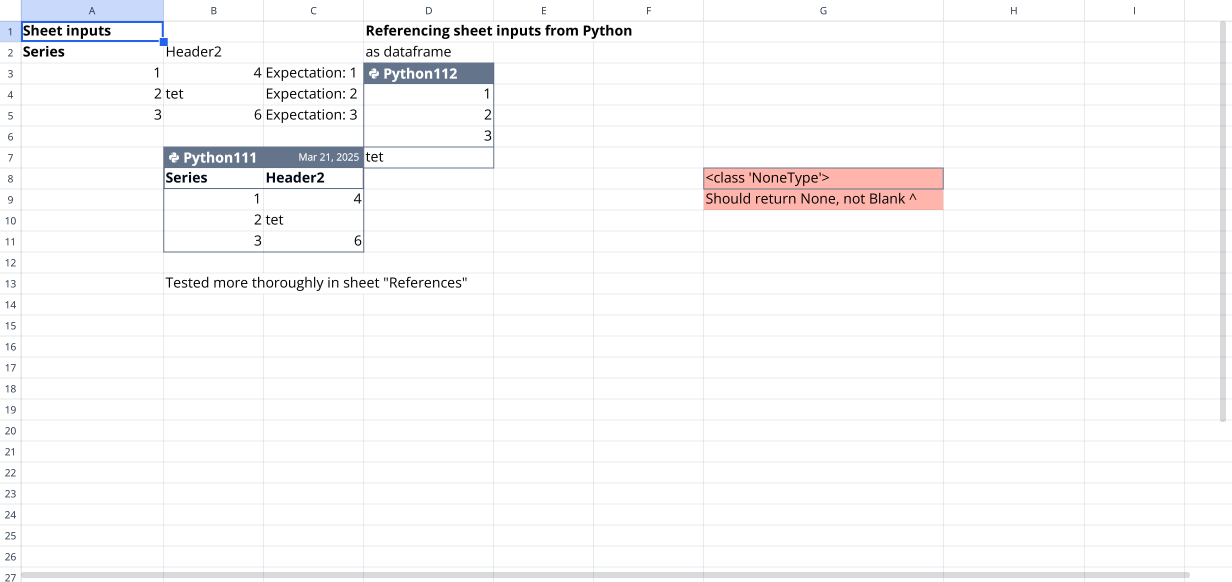 A B C D E F G H I
1 Sheet inputs Referencing sheet inputs from Python
2 Series Header2 as dataframe
3 1 4 Expectation: 1 Python112
4 2 tet Expectation: 2 1
5 3 6 Expectation: 3 2
6 3
7 Python111 Mar 21, 2025 tet
8 Series Header2 <class 'NoneType'>
9 1 4 Should return None, not Blank ^
10 2 tet
11 3 6
12
13 Tested more thoroughly in sheet "References"
14
15
16
17
18
19
20
21
22
23
24
25
26
27